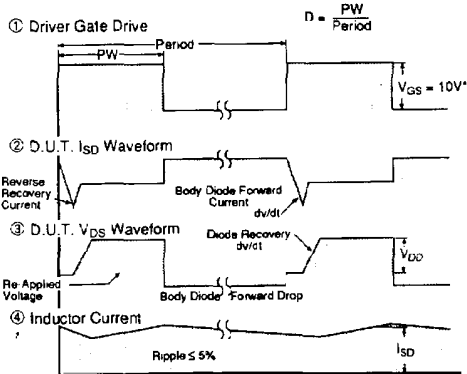 ① Driver Gate Drive
D = PW
Period
Period
PW
VGS = 10V*
② D.U.T. ISD Waveform
Reverse
Recovery
Current
Body Diode Forward
Current
dv/dt
③ D.U.T. VDS Waveform
Diode Recovery
dv/dt
VDD
Re-Applied
Voltage
Body Diode Forward Drop
④ Inductor Current
ISD
Ripple ≤ 5%